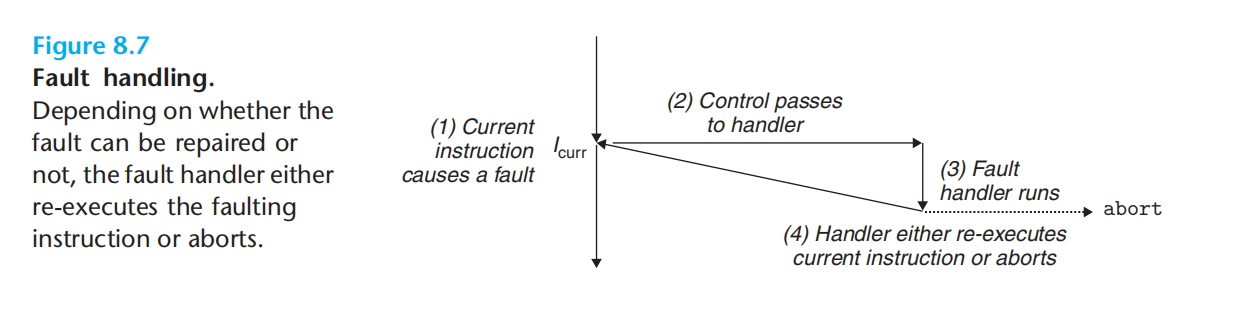 Figure 8.7
Fault handling.
Depending on whether the
fault can be repaired or
not, the fault handler either
re-executes the faulting
instruction or aborts.
(1) Current
instruction
causes a fault
Icurr
(2) Control passes
to handler
(3) Fault
handler runs
abort
(4) Handler either re-executes
current instruction or aborts